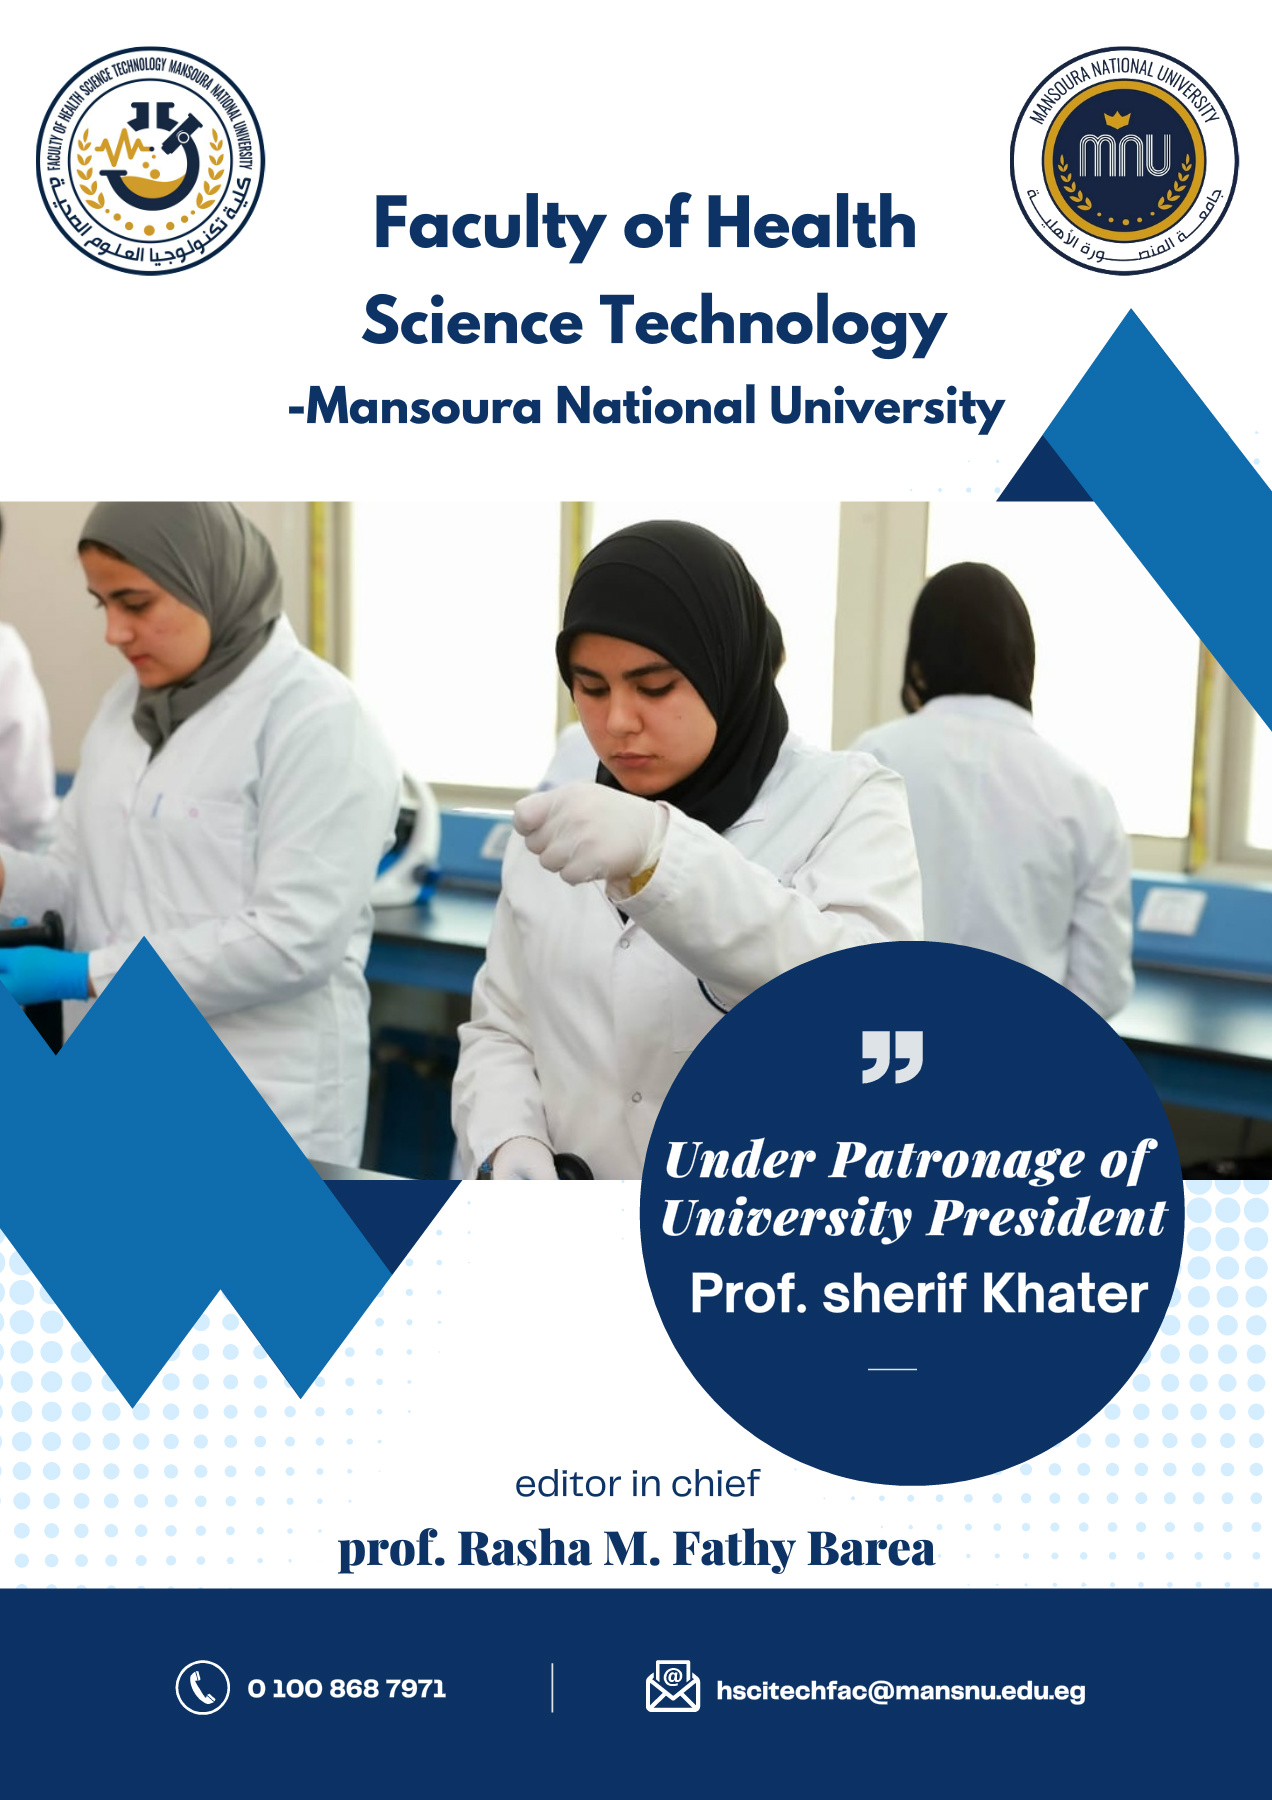 FACULTY OF HEALTH SCIENCE TECHNOLOGY MANSOURA NATIONAL UNIVERSITY
كلية تكنولوجيا العلوم الصحية
MANSOURA NATIONAL UNIVERSITY
mnu
جامعة المنصورة الأهلية
Faculty of Health
Science Technology
-Mansoura National University
”
Under Patronage of
University President
Prof. sherif Khater
editor in chief
prof. Rasha M. Fathy Barea
0 100 868 7971
@
hscitechfac@mansnu.edu.eg